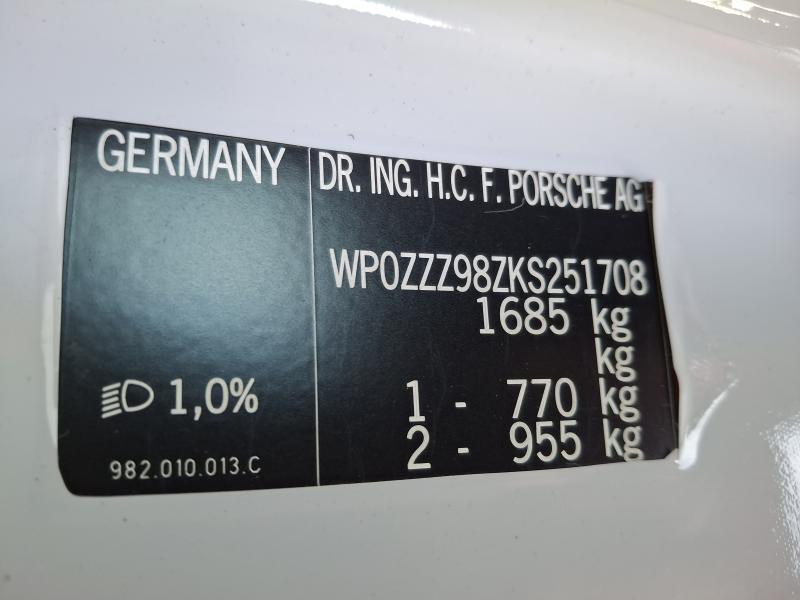 GERMANY
DR. ING. H.C. F. PORSCHE AG
WP0ZZZ98ZKS251708
1685 kg
kg
1 - 770 kg
2 - 955 kg
1,0%
982.010.013.C